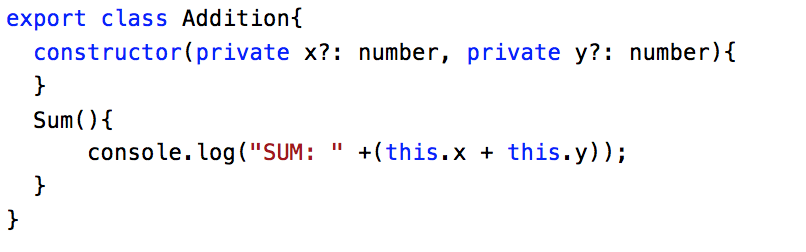 export class Addition{
  constructor(private x?: number, private y?: number){
  }
  Sum(){
      console.log("SUM: " +(this.x + this.y));
  }
}